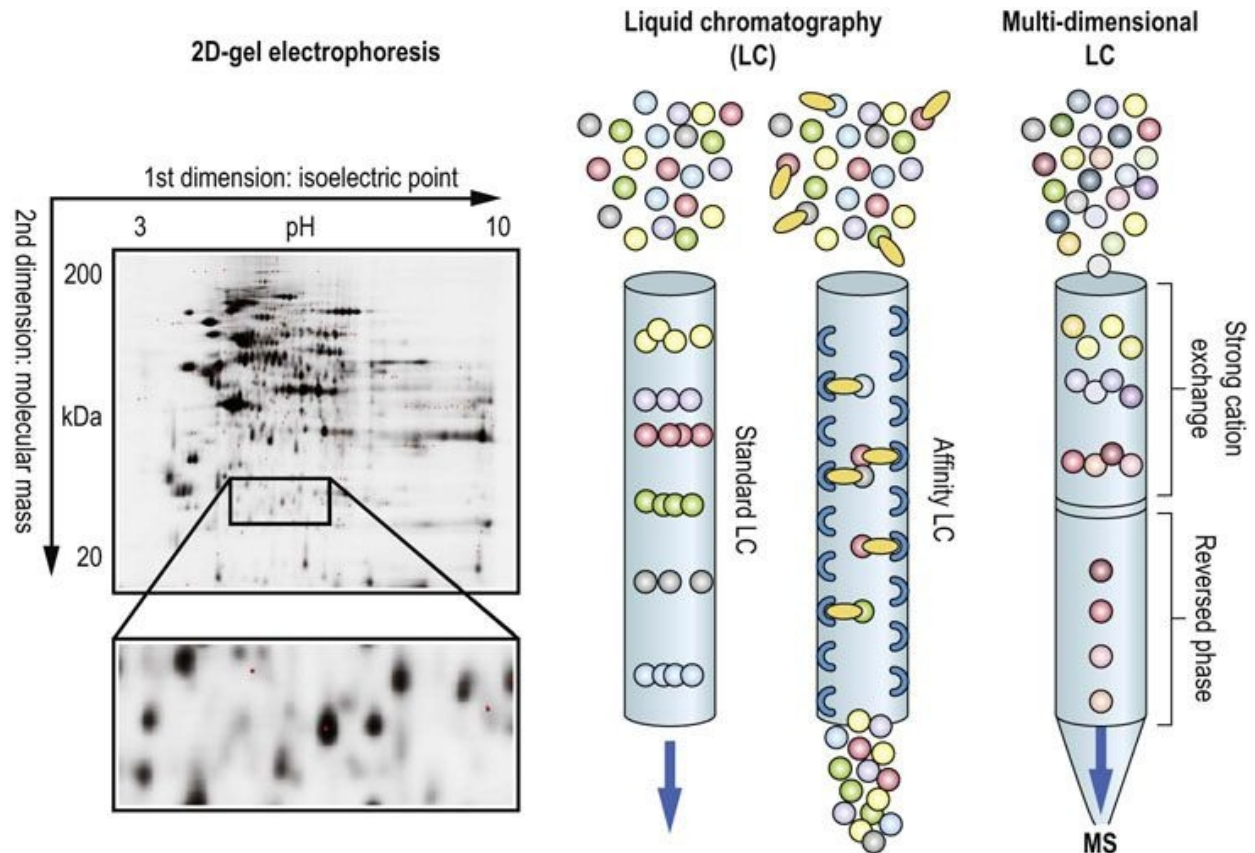 2D-gel electrophoresis
1st dimension: isoelectric point
3
pH
10
2nd dimension: molecular mass
200
kDa
20
Liquid chromatography
(LC)
Standard LC
Affinity LC
Multi-dimensional
LC
Strong cation
exchange
Reversed phase
MS